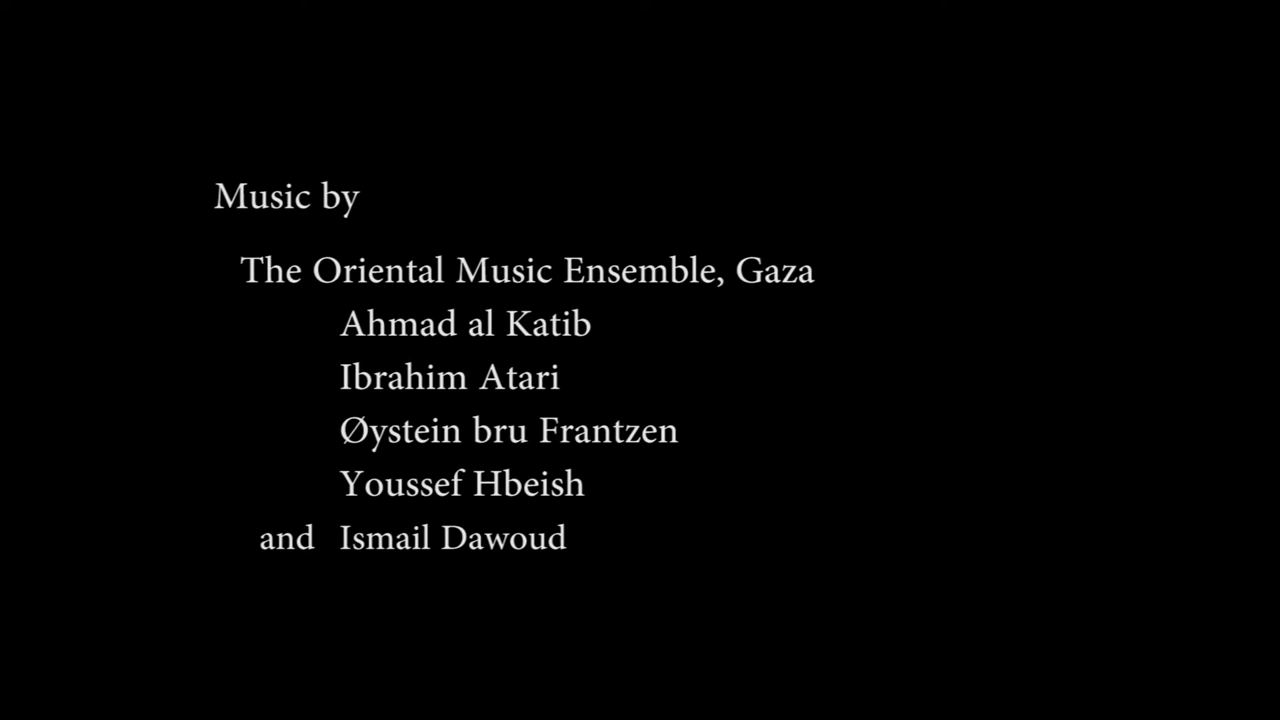 Music by
The Oriental Music Ensemble, Gaza
Ahmad al Katib
Ibrahim Atari
Øystein bru Frantzen
Youssef Hbeish
and Ismail Dawoud